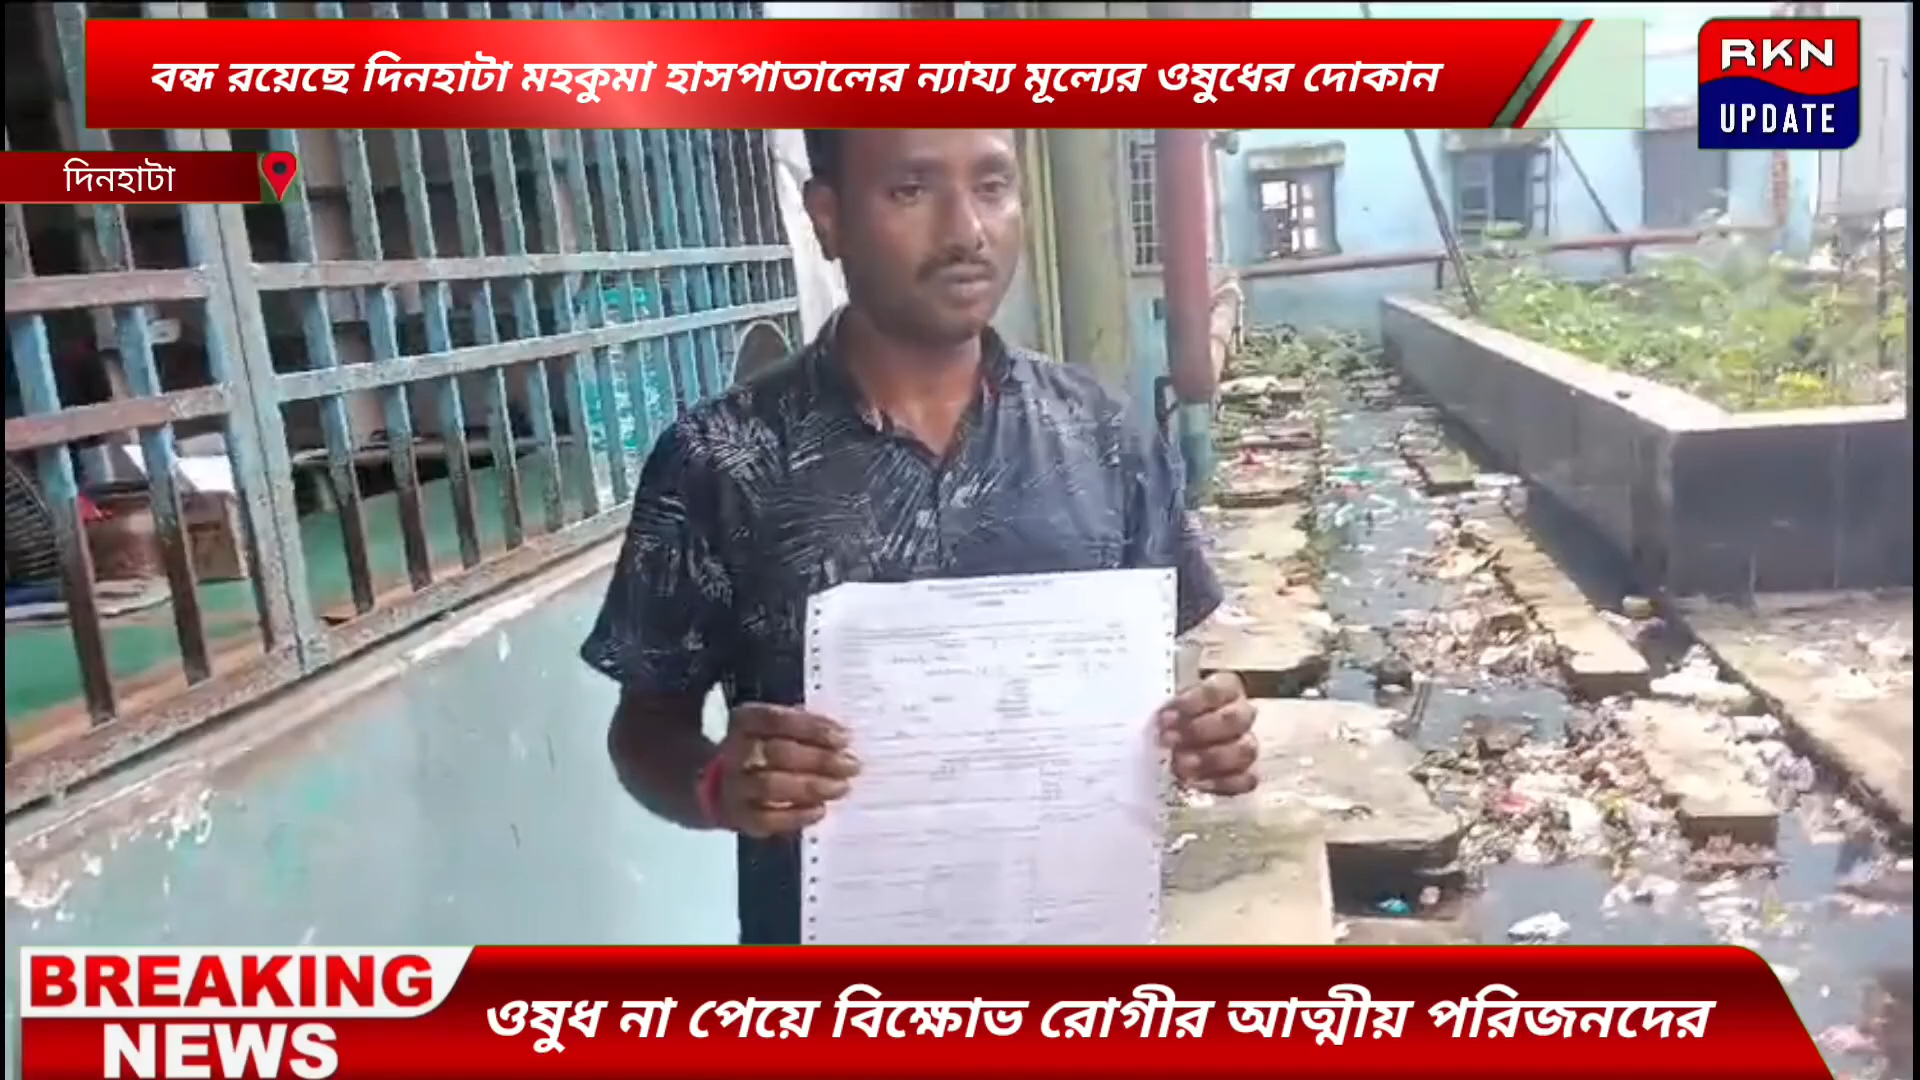 বন্ধ রয়েছে দিনহাটা মহকুমা হাসপাতালের ন্যায্য মূল্যের ওষুধের দোকান
RKN
UPDATE
দিনহাটা
BREAKING
NEWS
ওষুধ না পেয়ে বিক্ষোভ রোগীর আত্মীয় পরিজনদের